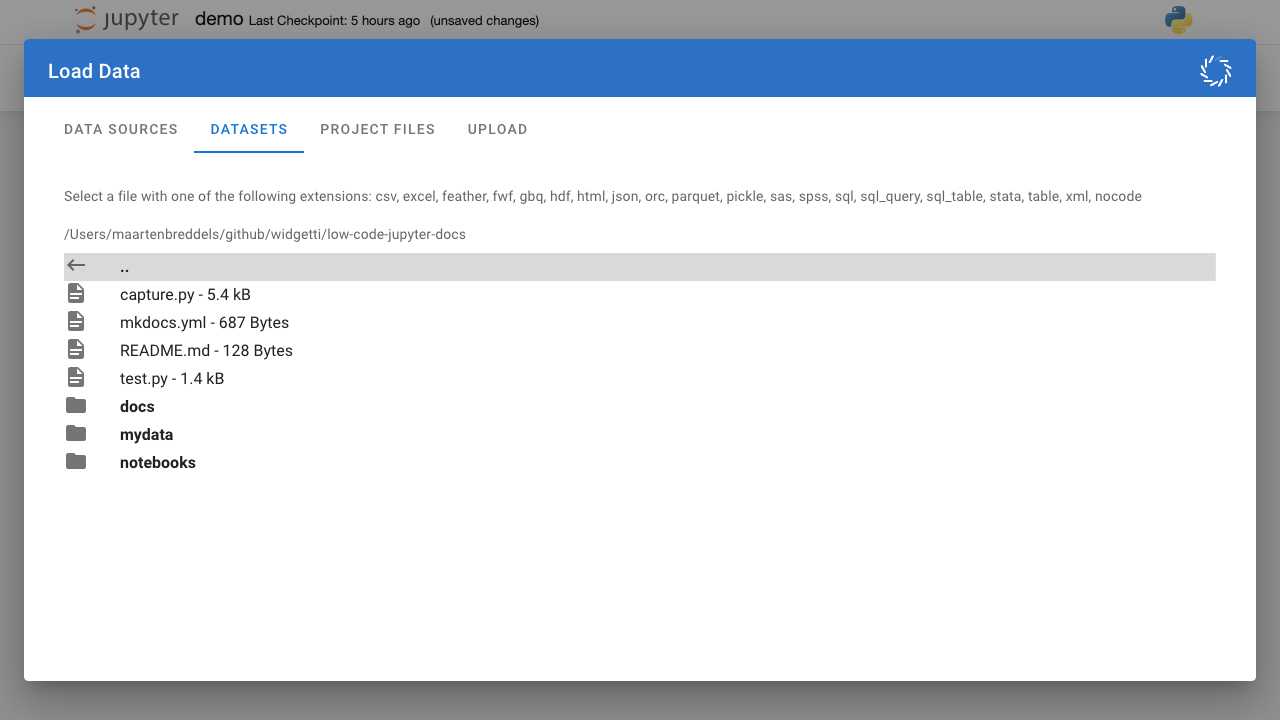 jupyter demo Last Checkpoint: 5 hours ago (unsaved changes)
Load Data
DATA SOURCES DATASETS PROJECT FILES UPLOAD
Select a file with one of the following extensions: csv, excel, feather, fwf, gbq, hdf, html, json, orc, parquet, pickle, sas, spss, sql, sql_query, sql_table, stata, table, xml, nocode
/Users/maartenbreddels/github/widgetti/low-code-jupyter-docs
..
capture.py - 5.4 kB
mkdocs.yml - 687 Bytes
README.md - 128 Bytes
test.py - 1.4 kB
docs
mydata
notebooks